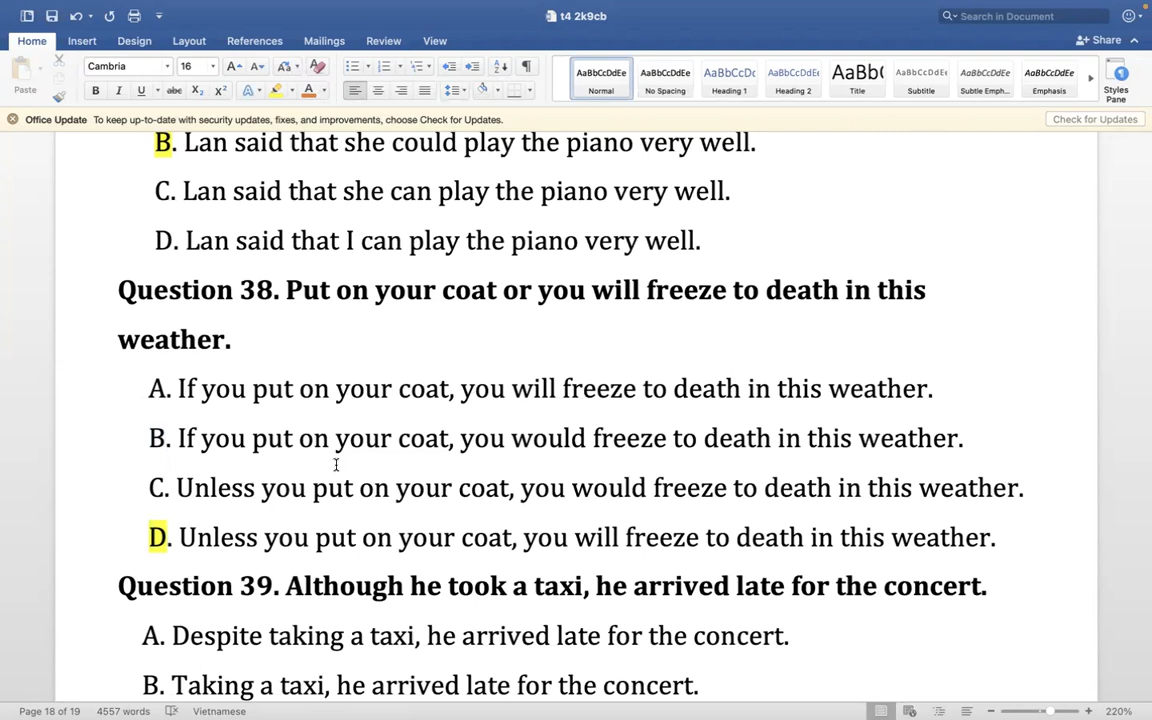 t4 2k9cb
Search in Document
Home Insert Design Layout References Mailings Review View
Share
Paste
Cambria 16
AaBbCcDdEe AaBbCcDdEe AaBbCcDc AaBbCcDdEe AaBbC AaBbCcDdEe AaBbCcDdEe AaBbCcDdEe
Normal No Spacing Heading 1 Heading 2 Title Subtitle Subtle Emph... Emphasis
Styles
Pane
Office Update To keep up-to-date with security updates, fixes, and improvements, choose Check for Updates.
Check for Updates
B. Lan said that she could play the piano very well.
C. Lan said that she can play the piano very well.
D. Lan said that I can play the piano very well.
Question 38. Put on your coat or you will freeze to death in this
weather.
A. If you put on your coat, you will freeze to death in this weather.
B. If you put on your coat, you would freeze to death in this weather.
C. Unless you put on your coat, you would freeze to death in this weather.
D. Unless you put on your coat, you will freeze to death in this weather.
Question 39. Although he took a taxi, he arrived late for the concert.
A. Despite taking a taxi, he arrived late for the concert.
B. Taking a taxi, he arrived late for the concert.
Page 18 of 19 4557 words Vietnamese
220%